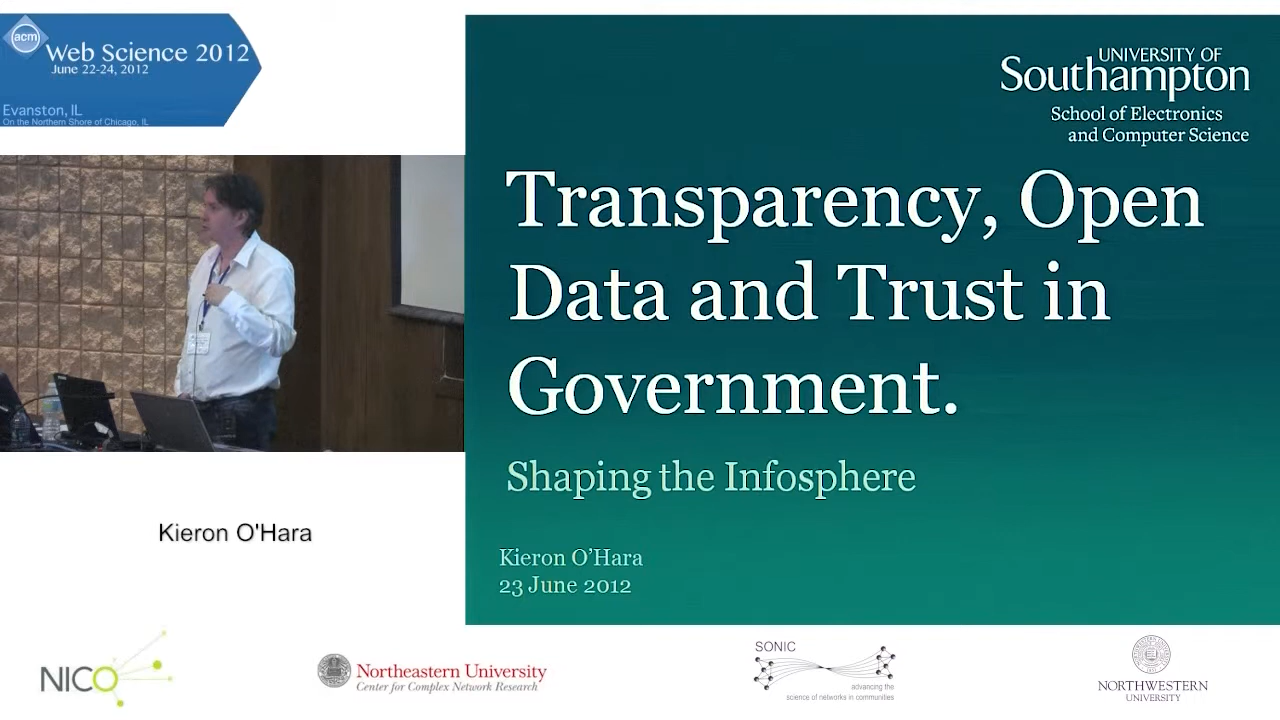 acm
Web Science 2012
June 22-24, 2012
Evanston, IL
On the Northern Shore of Chicago, IL
UNIVERSITY OF
Southampton
School of Electronics
and Computer Science
Transparency, Open
Data and Trust in
Government.
Shaping the Infosphere
Kieron O’Hara
23 June 2012
Kieron O'Hara
NICO
Northeastern University
Center for Complex Network Research
SONIC
advancing the
science of networks in communities
NORTHWESTERN
UNIVERSITY